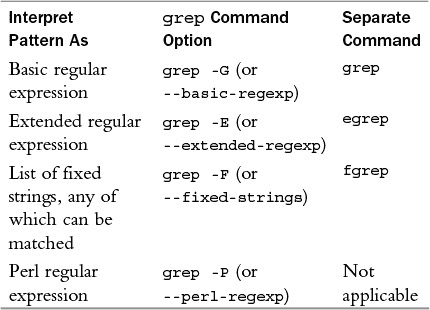 Interpret grep Command Separate
Pattern As Option Command
Basic regular grep -G (or grep
expression --basic-regexp)
Extended regular grep -E (or egrep
expression --extended-regexp)
List of fixed grep -F (or fgrep
strings, any of --fixed-strings)
which can be
matched
Perl regular grep -P (or Not
expression --perl-regexp) applicable